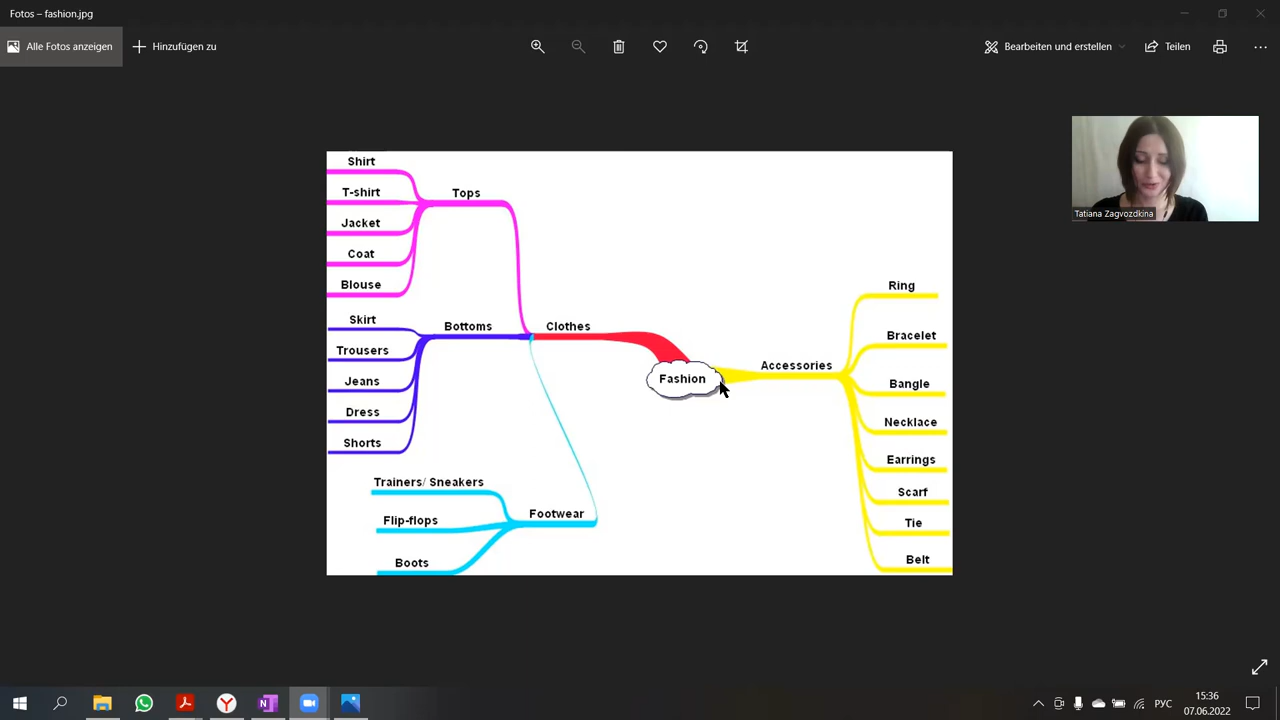 Fotos – fashion.jpg
Alle Fotos anzeigen
Hinzufügen zu
Bearbeiten und erstellen
Teilen
Tatiana Zagvozdkina
Shirt
T-shirt
Jacket
Coat
Blouse
Tops
Skirt
Trousers
Jeans
Dress
Shorts
Bottoms
Clothes
Trainers/ Sneakers
Flip-flops
Boots
Footwear
Fashion
Accessories
Ring
Bracelet
Bangle
Necklace
Earrings
Scarf
Tie
Belt
РУС
15:36
07.06.2022